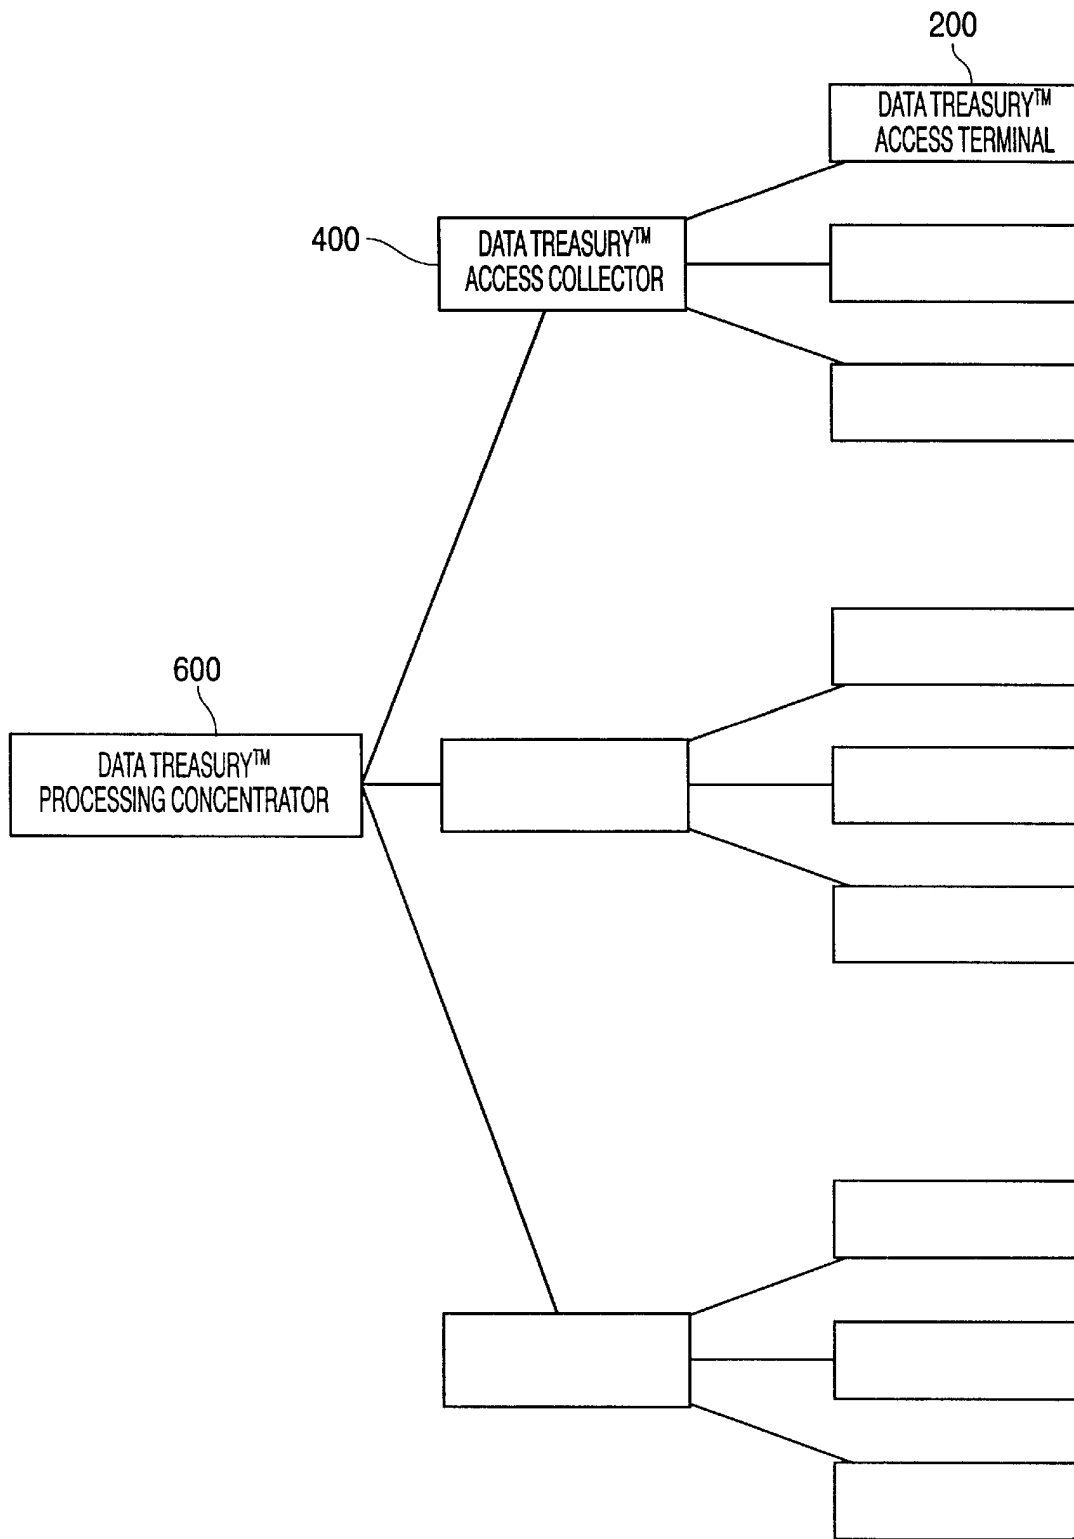 200
DATA TREASURY™
ACCESS TERMINAL
400
DATA TREASURY™
ACCESS COLLECTOR
600
DATA TREASURY™
PROCESSING CONCENTRATOR